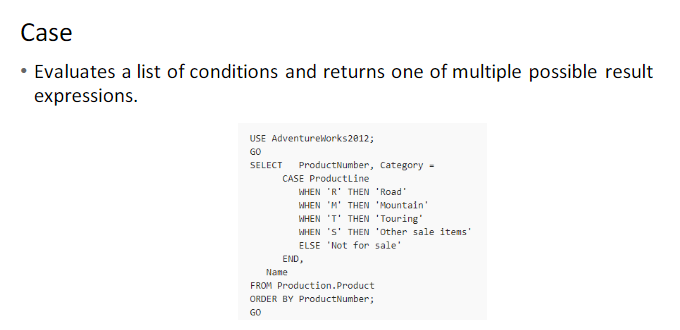 Case
• Evaluates a list of conditions and returns one of multiple possible result
expressions.
USE AdventureWorks2012;
GO
SELECT   ProductNumber, Category =
      CASE ProductLine
         WHEN 'R' THEN 'Road'
         WHEN 'M' THEN 'Mountain'
         WHEN 'T' THEN 'Touring'
         WHEN 'S' THEN 'Other sale items'
         ELSE 'Not for sale'
      END,
   Name
FROM Production.Product
ORDER BY ProductNumber;
GO